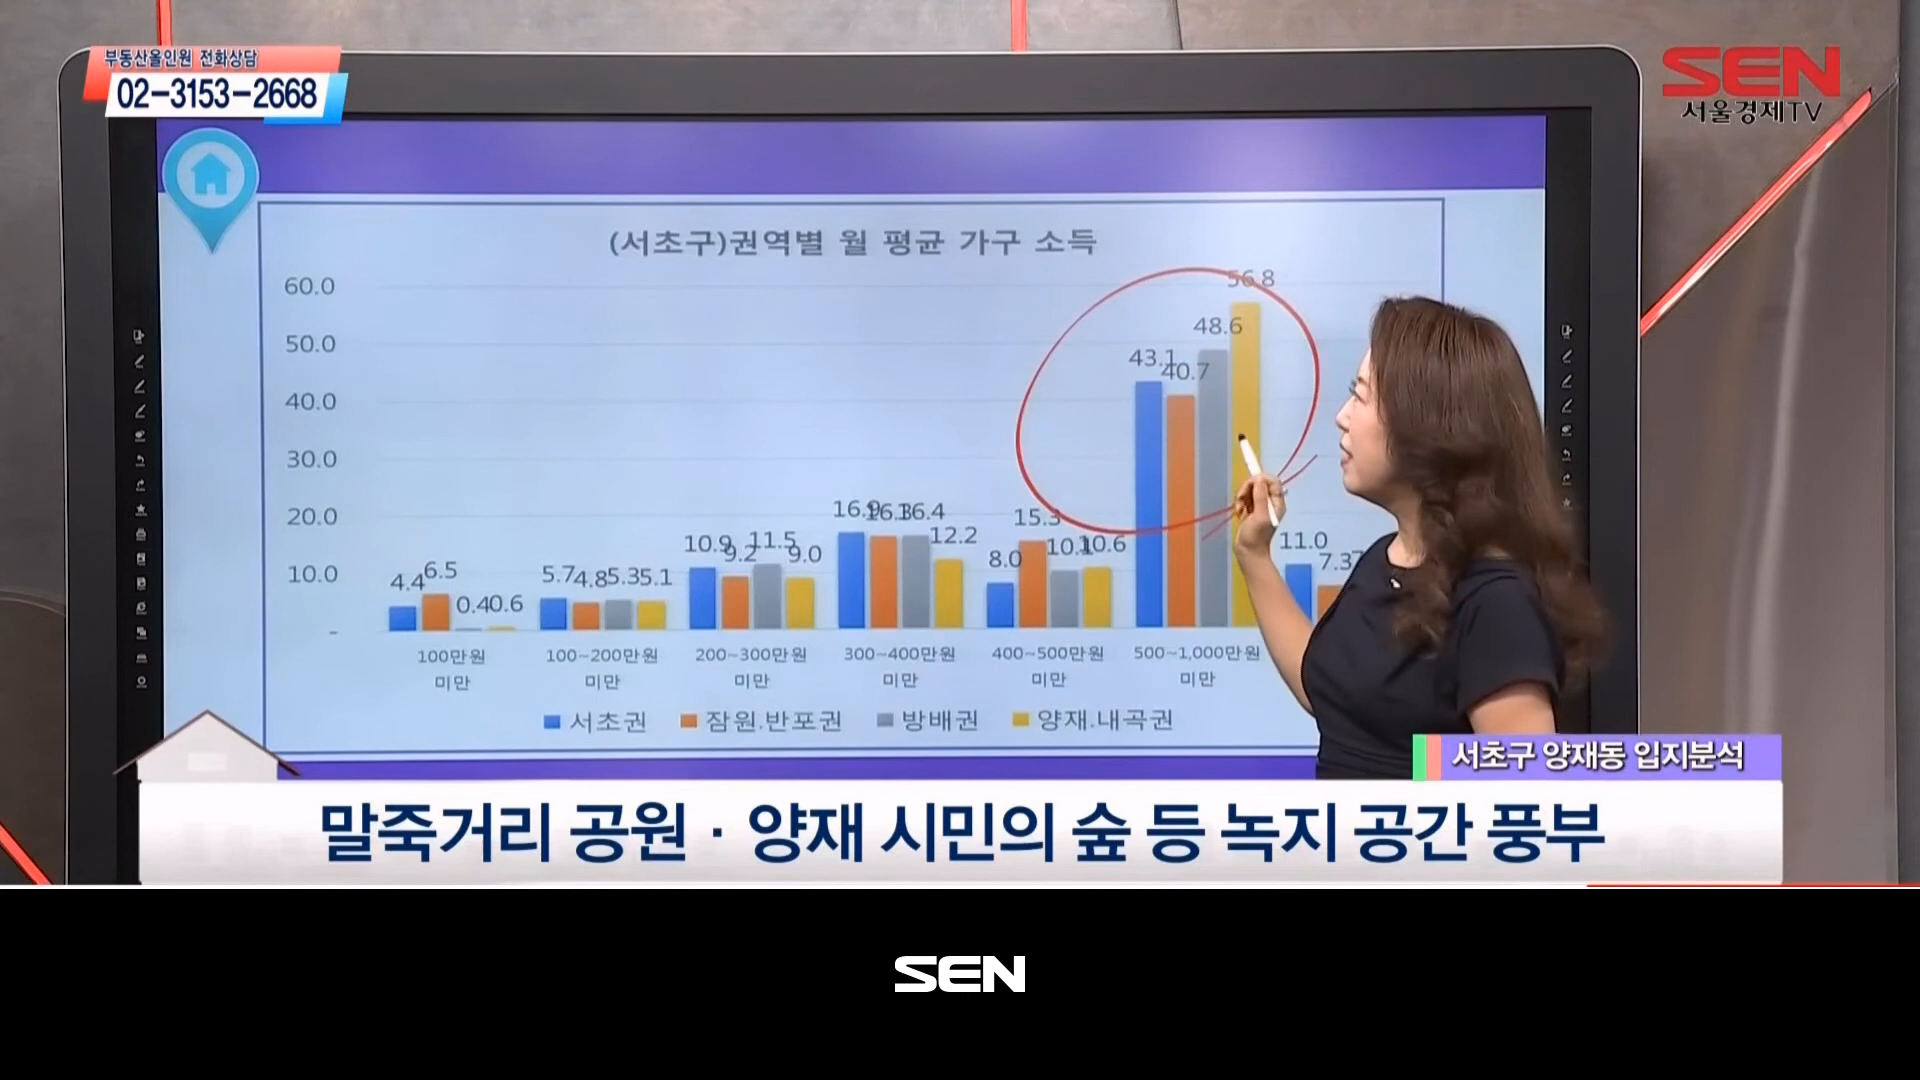 부동산올인원 전화상담
02-3153-2668
SEN
서울경제TV
(서초구)권역별 월 평균 가구 소득
60.0
50.0
40.0
30.0
20.0
10.0
-
4.4 6.5 0.4 0.6
5.7 4.8 5.3 5.1
10.9 9.2 11.5 9.0
16.9 16.3 16.4 12.2
8.0 15.3 10.1 10.6
43.1 40.7 48.6 56.8
11.0 7.3
100만원 미만
100~200만원 미만
200~300만원 미만
300~400만원 미만
400~500만원 미만
500~1,000만원 미만
서초권 잠원.반포권 방배권 양재.내곡권
서초구 양재동 입지분석
말죽거리 공원 · 양재 시민의 숲 등 녹지 공간 풍부
SEN